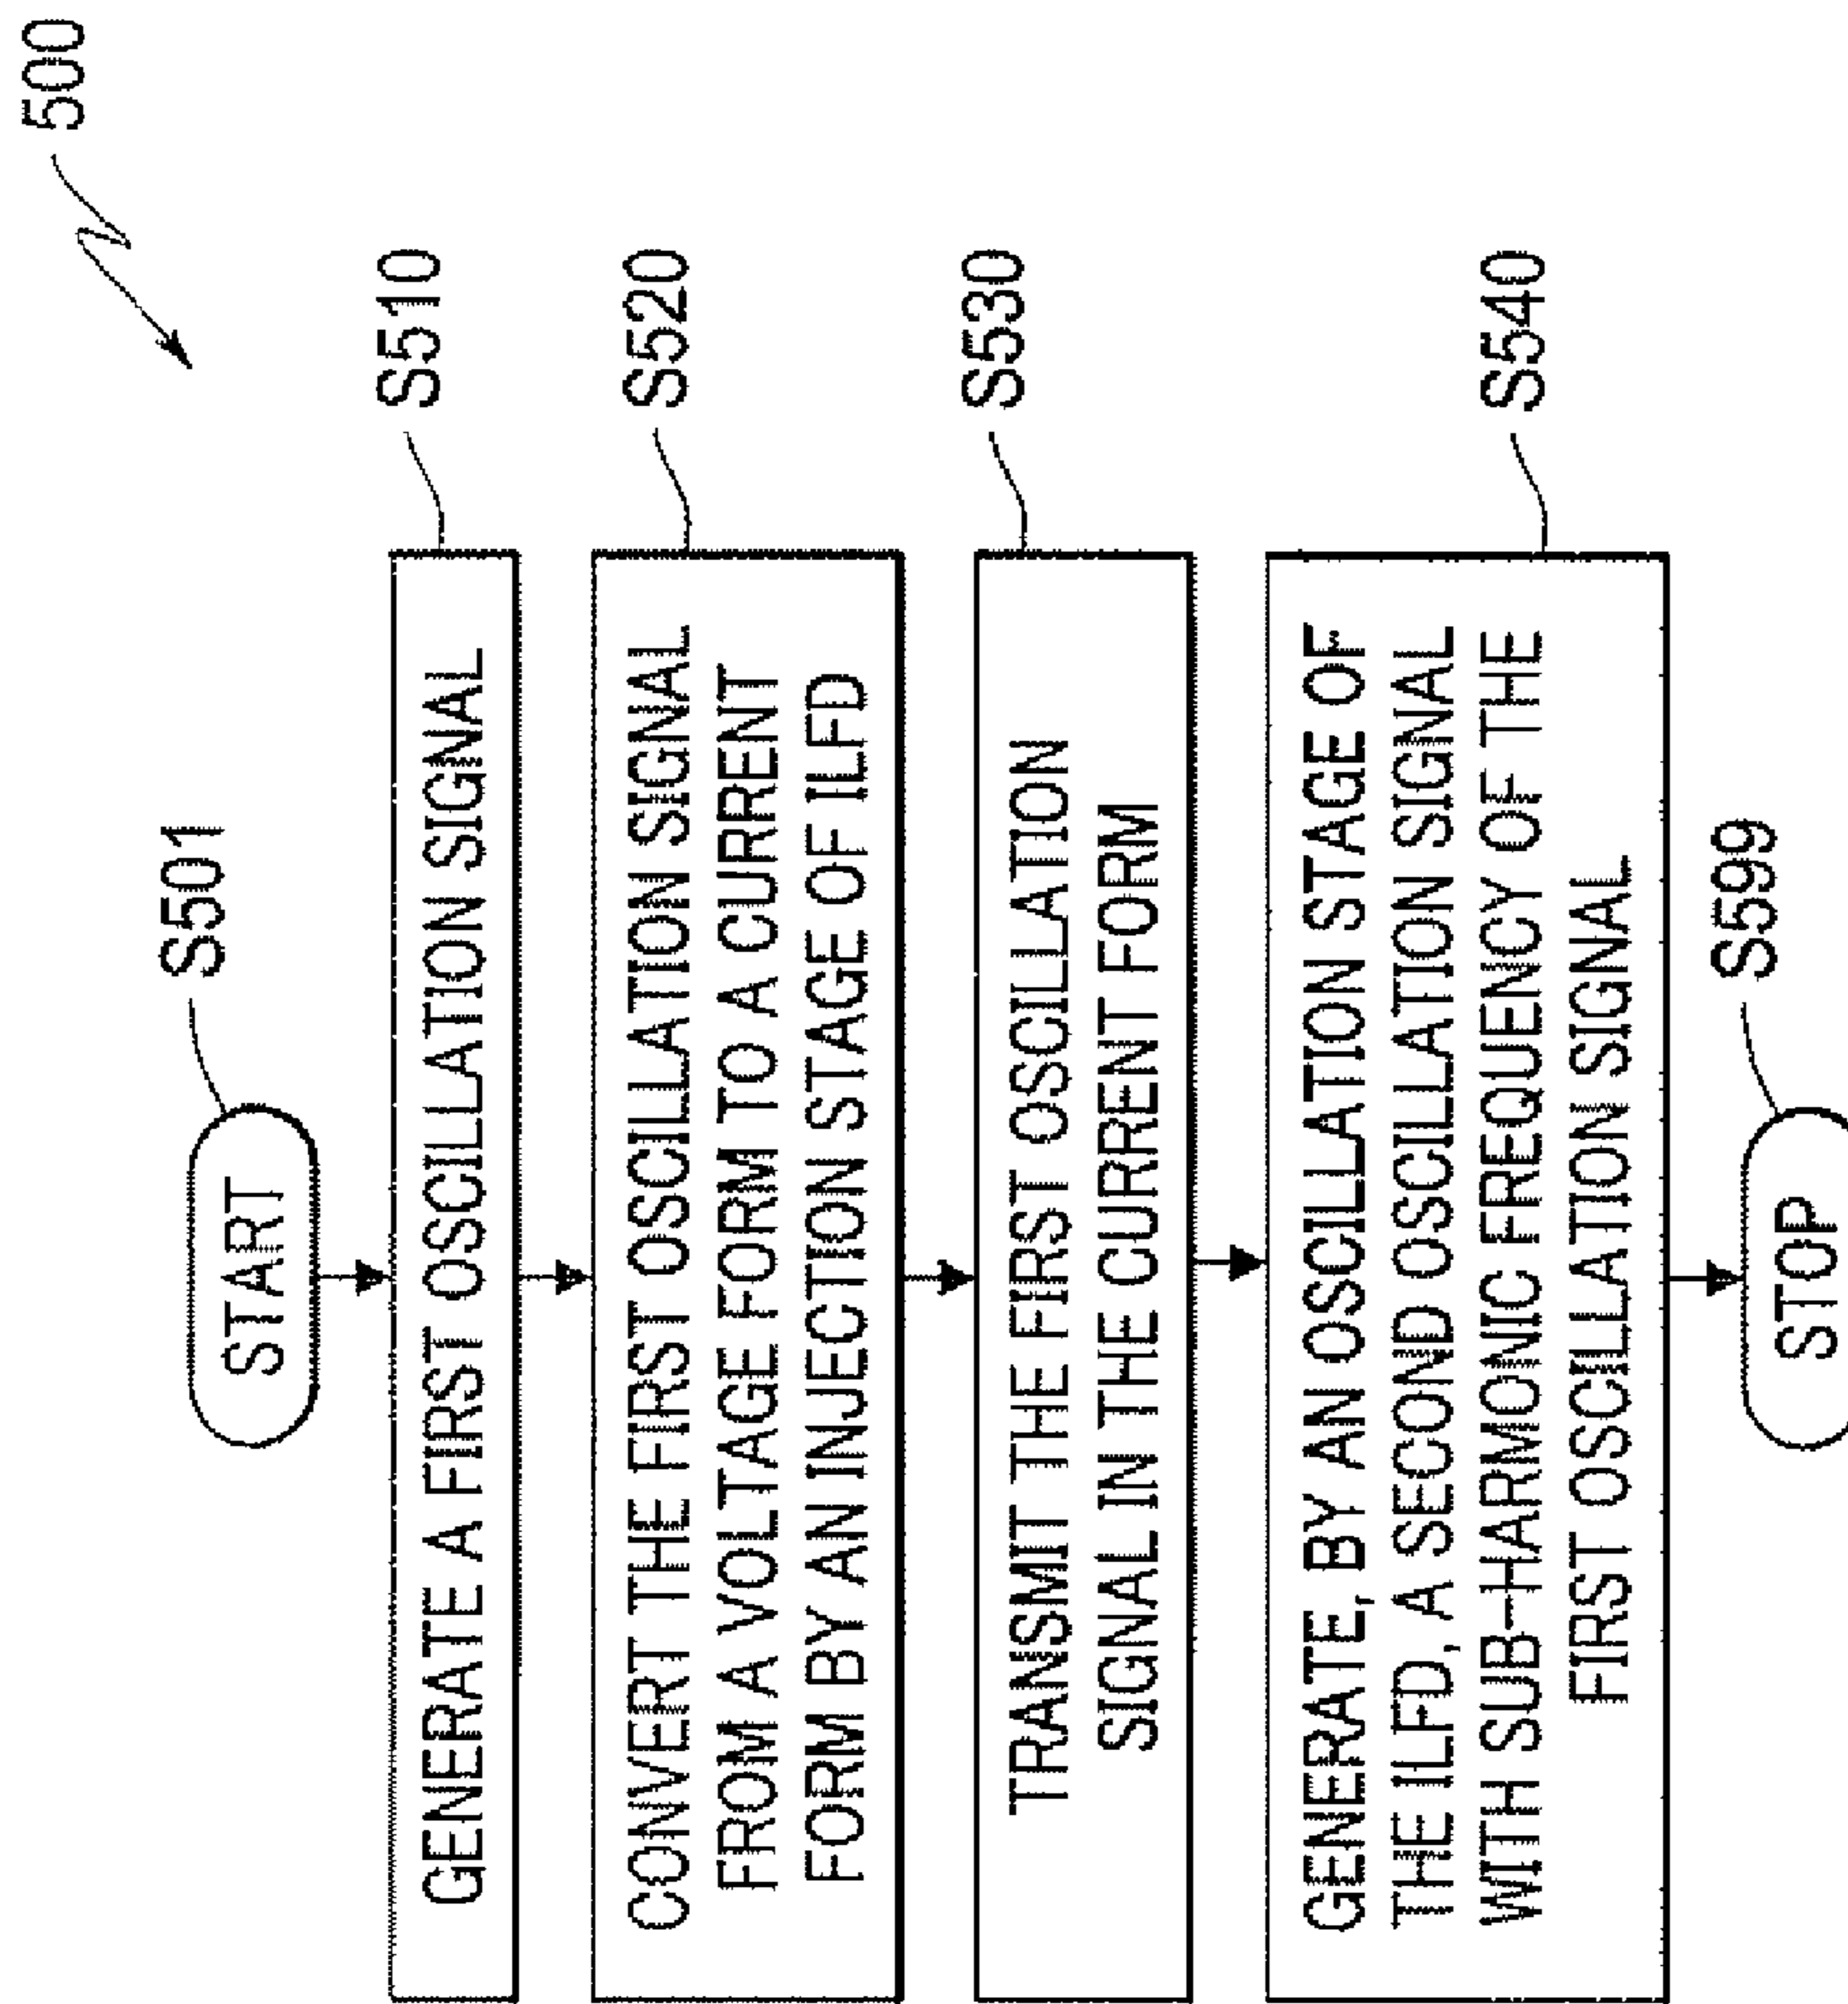 500
S501
START
S510
GENERATE A FIRST OSCILLATION SIGNAL
S520
CONVERT THE FIRST OSCILLATION SIGNAL
FROM A VOLTAGE FORM TO A CURRENT
FORM BY AN INJECTION STAGE OF ILFD
S530
TRANSMIT THE FIRST OSCILLATION
SIGNAL IN THE CURRENT FORM
S540
GENERATE, BY AN OSCILLATION STAGE OF
THE ILFD, A SECOND OSCILLATION SIGNAL
WITH SUB-HARMONIC FREQUENCY OF THE
FIRST OSCILLATION SIGNAL
S599
STOP